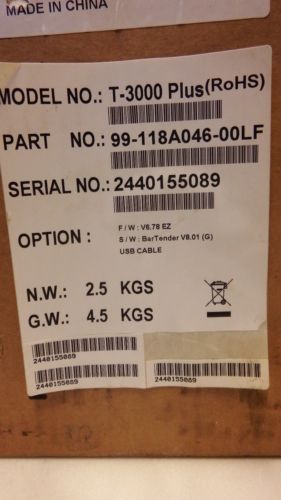 MADE IN CHINA
MODEL NO.: T-3000 Plus(RoHS)
PART NO.: 99-118A046-00LF
SERIAL NO.: 2440155089
OPTION : F / W : V6.78 EZ
S / W : BarTender V8.01 (G)
USB CABLE
N.W.: 2.5 KGS
G.W.: 4.5 KGS
2440155089
2440155089 2440155089